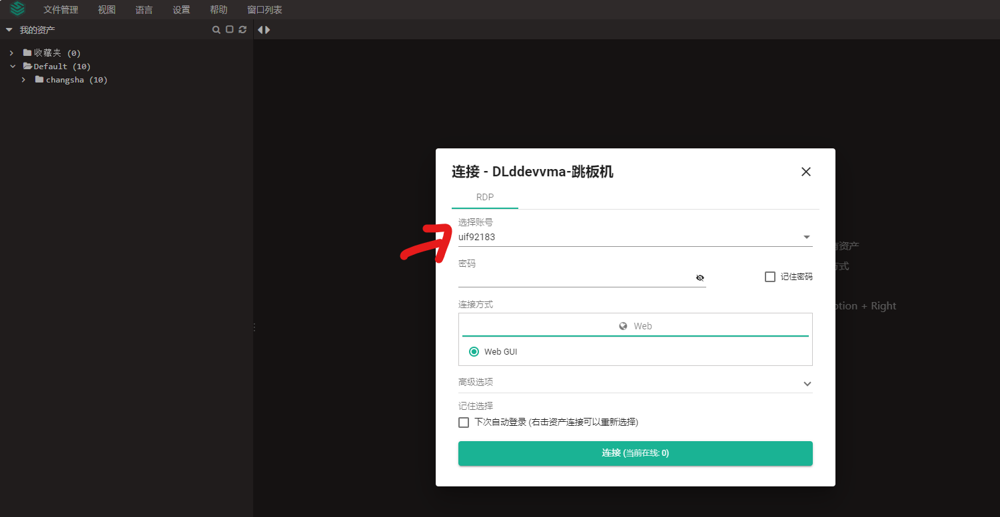 文件管理 视图 语言 设置 帮助 窗口列表
我的资产
收藏夹 (0)
Default (10)
changsha (10)
连接 - DLddevvma-跳板机
RDP
选择账号
uif92183
密码
记住密码
连接方式
Web
Web GUI
高级选项
记住选择
下次自动登录 (右击资产连接可以重新选择)
连接 (当前在线: 0)
资产
方式
ption + Right